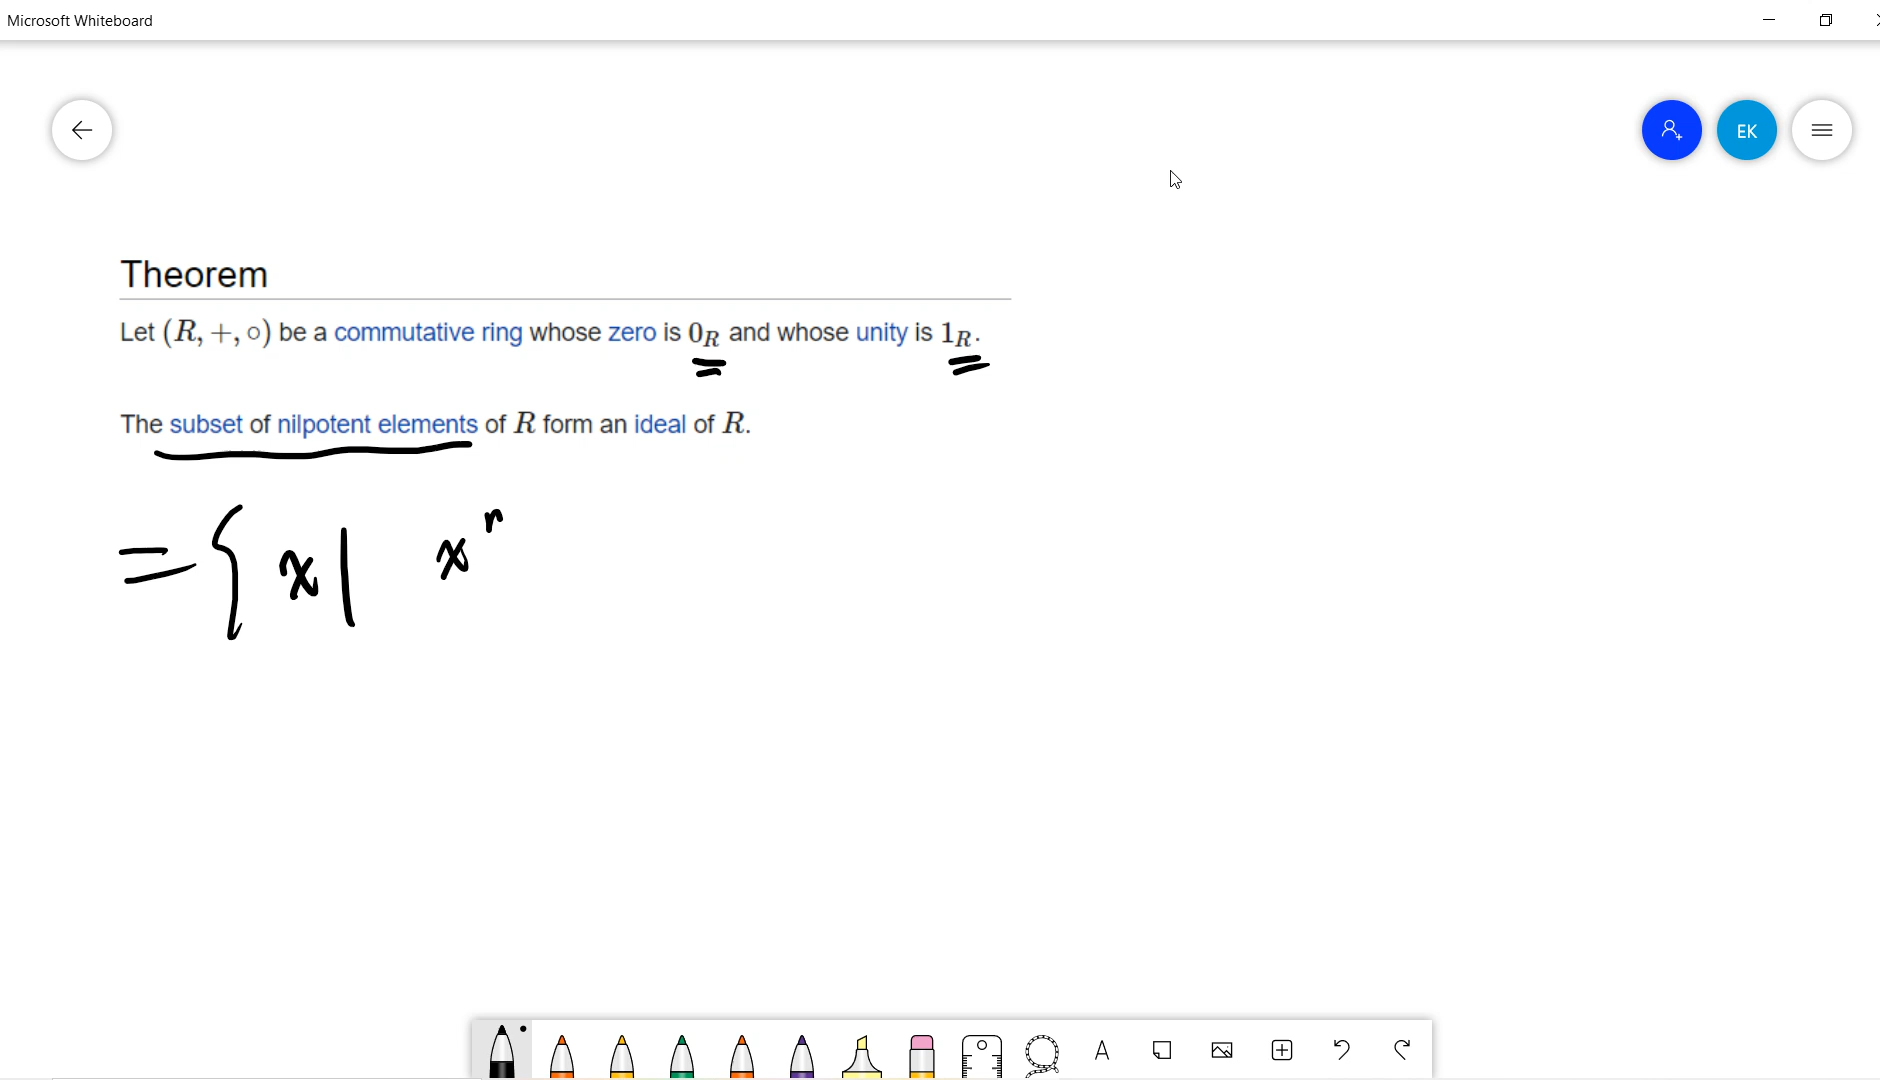 Microsoft Whiteboard
EK
Theorem
Let (R, +, ∘) be a commutative ring whose zero is 0_R and whose unity is 1_R.
The subset of nilpotent elements of R form an ideal of R.
= { x | x^n
A